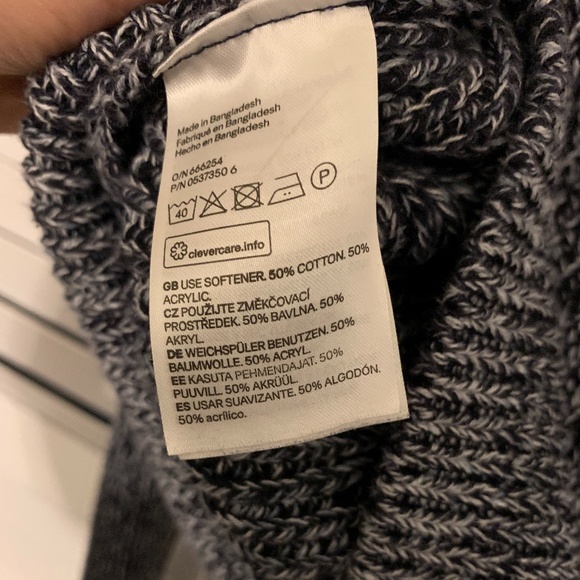 Made in Bangladesh
Fabriqué en Bangladesh
Hecho en Bangladesh
O/N 666254
P/N 0537350 6
40 P
clevercare.info
GB USE SOFTENER. 50% COTTON. 50%
ACRYLIC.
CZ POUŽIJTE ZMĚKČOVACÍ
PROSTŘEDEK. 50% BAVLNA. 50%
AKRYL.
DE WEICHSPÜLER BENUTZEN. 50%
BAUMWOLLE. 50% ACRYL.
EE KASUTA PEHMENDAJAT. 50%
PUUVILL. 50% AKRÜÜL.
ES USAR SUAVIZANTE. 50% ALGODÓN.
50% acrílico.